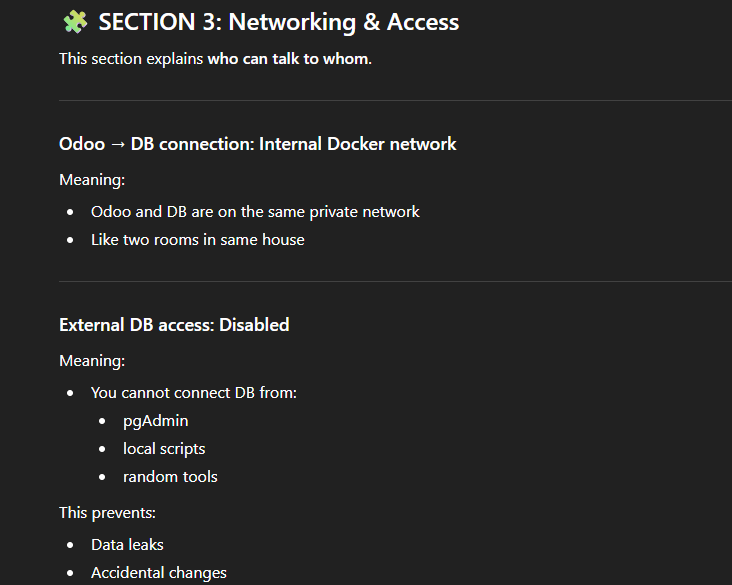 🧩 SECTION 3: Networking & Access
This section explains who can talk to whom.
Odoo → DB connection: Internal Docker network
Meaning:
• Odoo and DB are on the same private network
• Like two rooms in same house
External DB access: Disabled
Meaning:
• You cannot connect DB from:
• pgAdmin
• local scripts
• random tools
This prevents:
• Data leaks
• Accidental changes